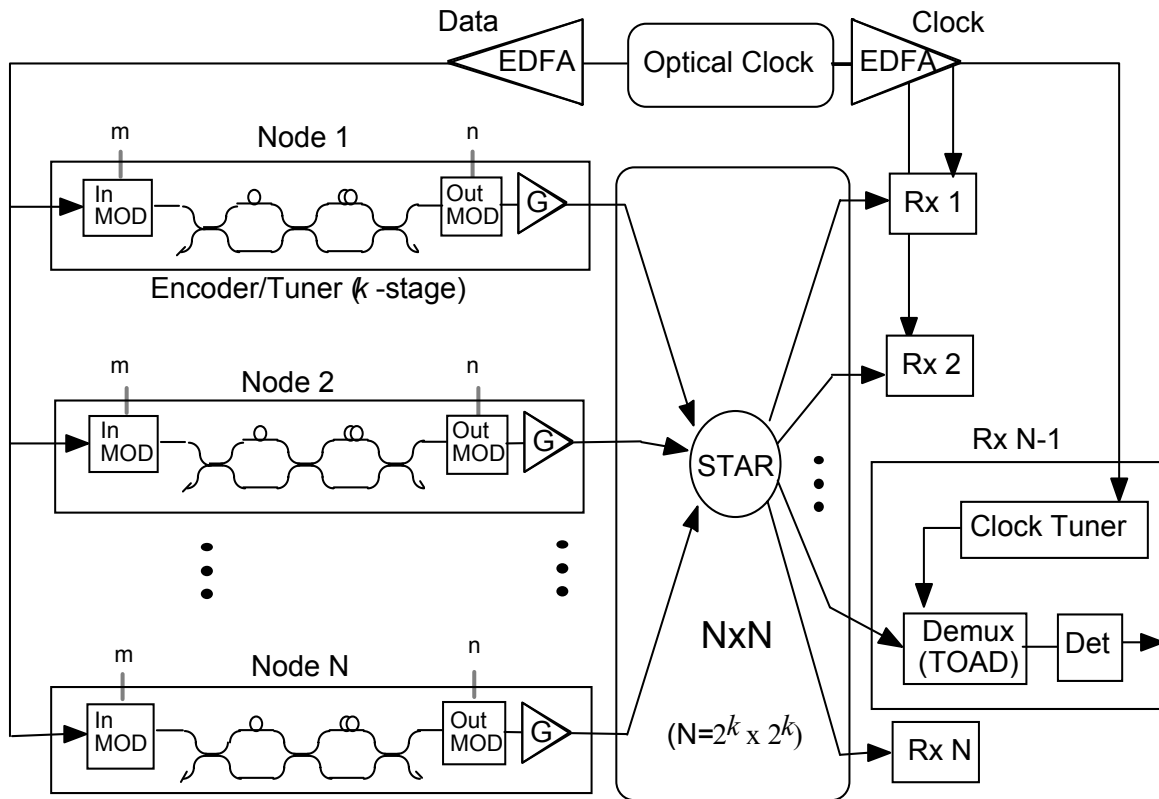 Data
Clock
EDFA
Optical Clock
EDFA
m
Node 1
n
In
MOD
Out
MOD
G
Rx 1
Encoder/Tuner (k -stage)
m
Node 2
n
In
MOD
Out
MOD
G
Rx 2
STAR
Rx N-1
Clock Tuner
NxN
Demux
(TOAD)
Det
m
Node N
n
In
MOD
Out
MOD
G
(N=2^k x 2^k)
Rx N